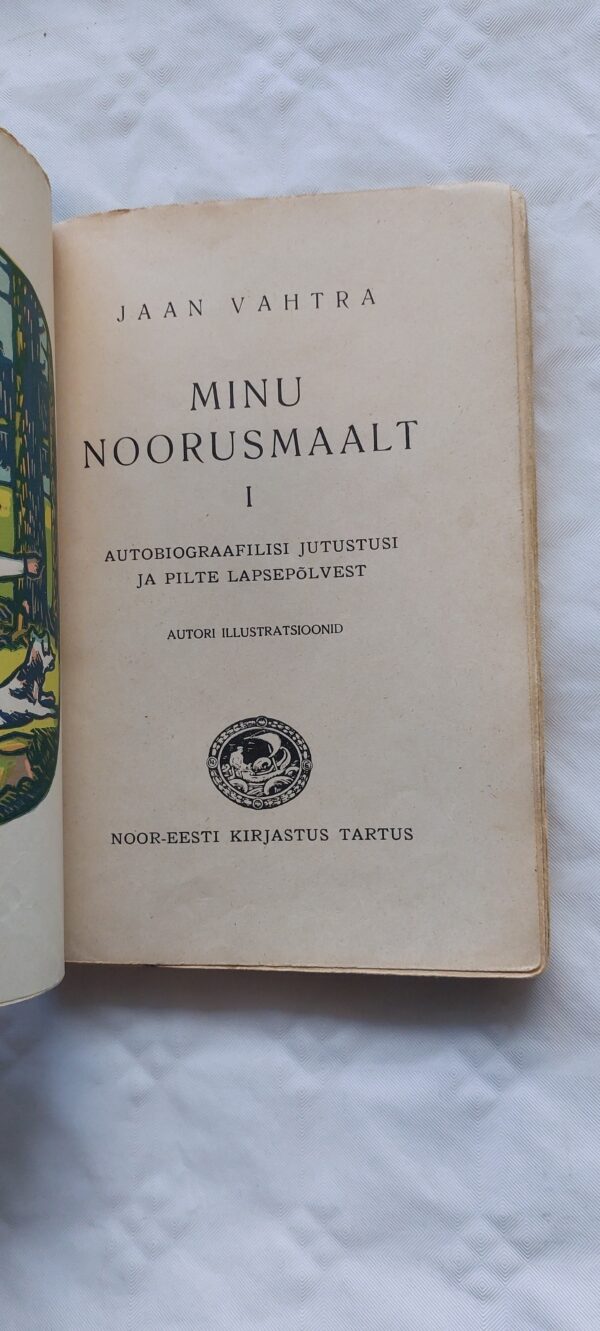 JAAN VAHTRA
MINU
NOORUSMAALT
I
AUTOBIOGRAAFILISI JUTUSTUSI
JA PILTE LAPSEPÕLVEST
AUTORI ILLUSTRATSIOONID
NOOR-EESTI KIRJASTUS TARTUS